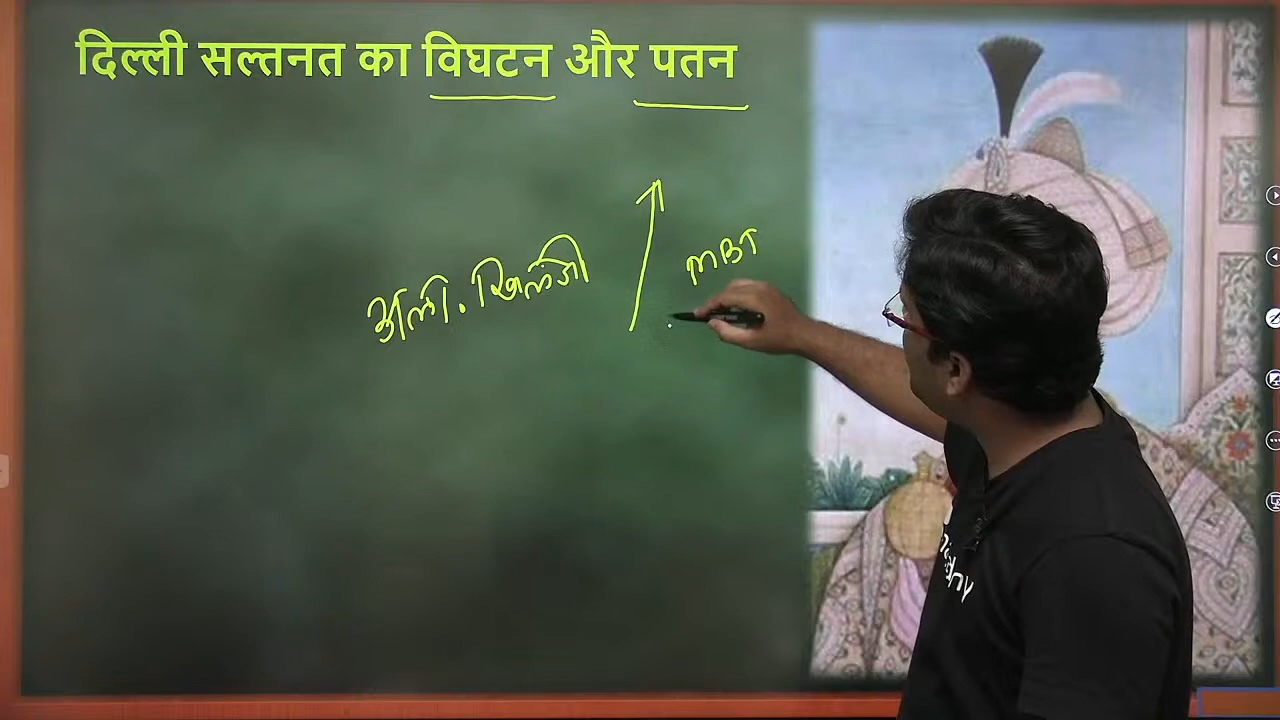 दिल्ली सल्तनत का विघटन और पतन
अली. खिलजी
MBT